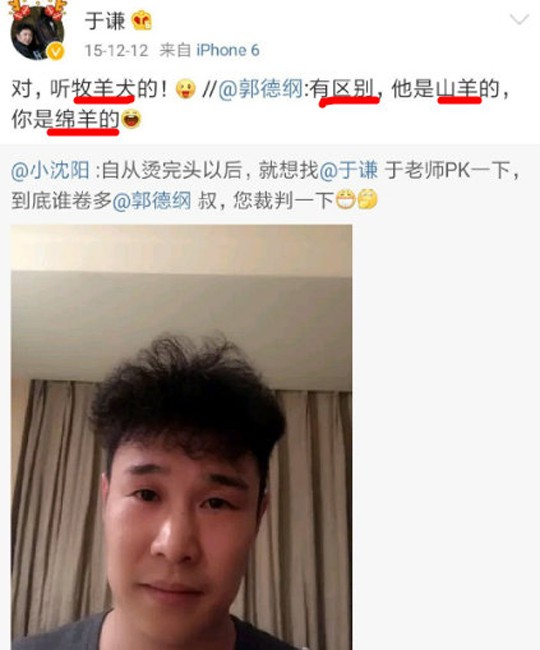 于谦
15-12-12 来自 iPhone 6
对，听牧羊犬的！//@郭德纲:有区别，他是山羊的，
你是绵羊的
@小沈阳 :自从烫完头以后，就想找@于谦 于老师PK一下，
到底谁卷多@郭德纲 叔，您裁判一下